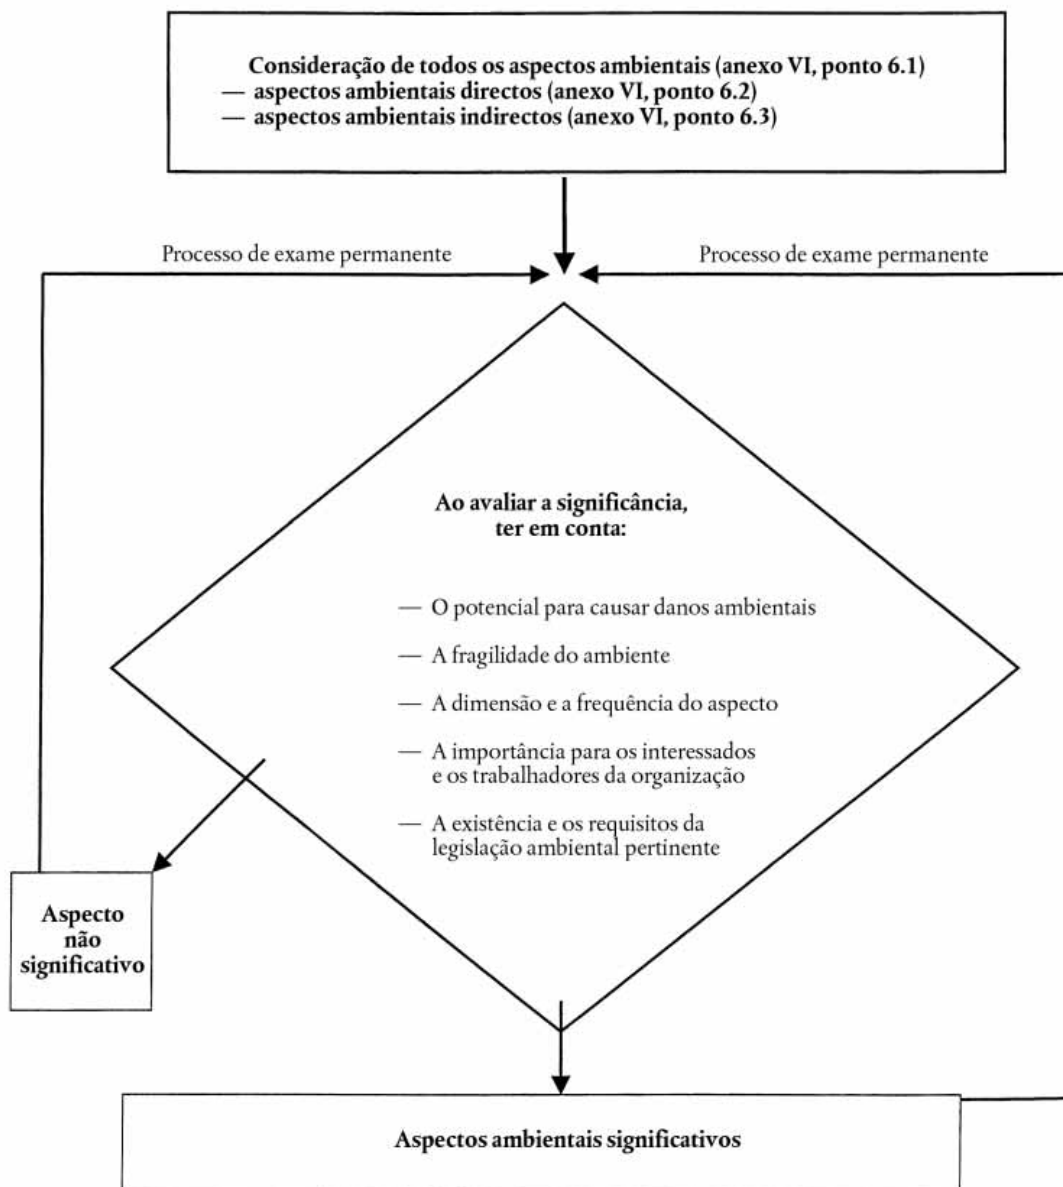 Consideração de todos os aspectos ambientais (anexo VI, ponto 6.1)
— aspectos ambientais directos (anexo VI, ponto 6.2)
— aspectos ambientais indirectos (anexo VI, ponto 6.3)
Processo de exame permanente
Processo de exame permanente
Ao avaliar a significância,
ter em conta:
— O potencial para causar danos ambientais
— A fragilidade do ambiente
— A dimensão e a frequência do aspecto
— A importância para os interessados
e os trabalhadores da organização
— A existência e os requisitos da
legislação ambiental pertinente
Aspecto
não
significativo
Aspectos ambientais significativos